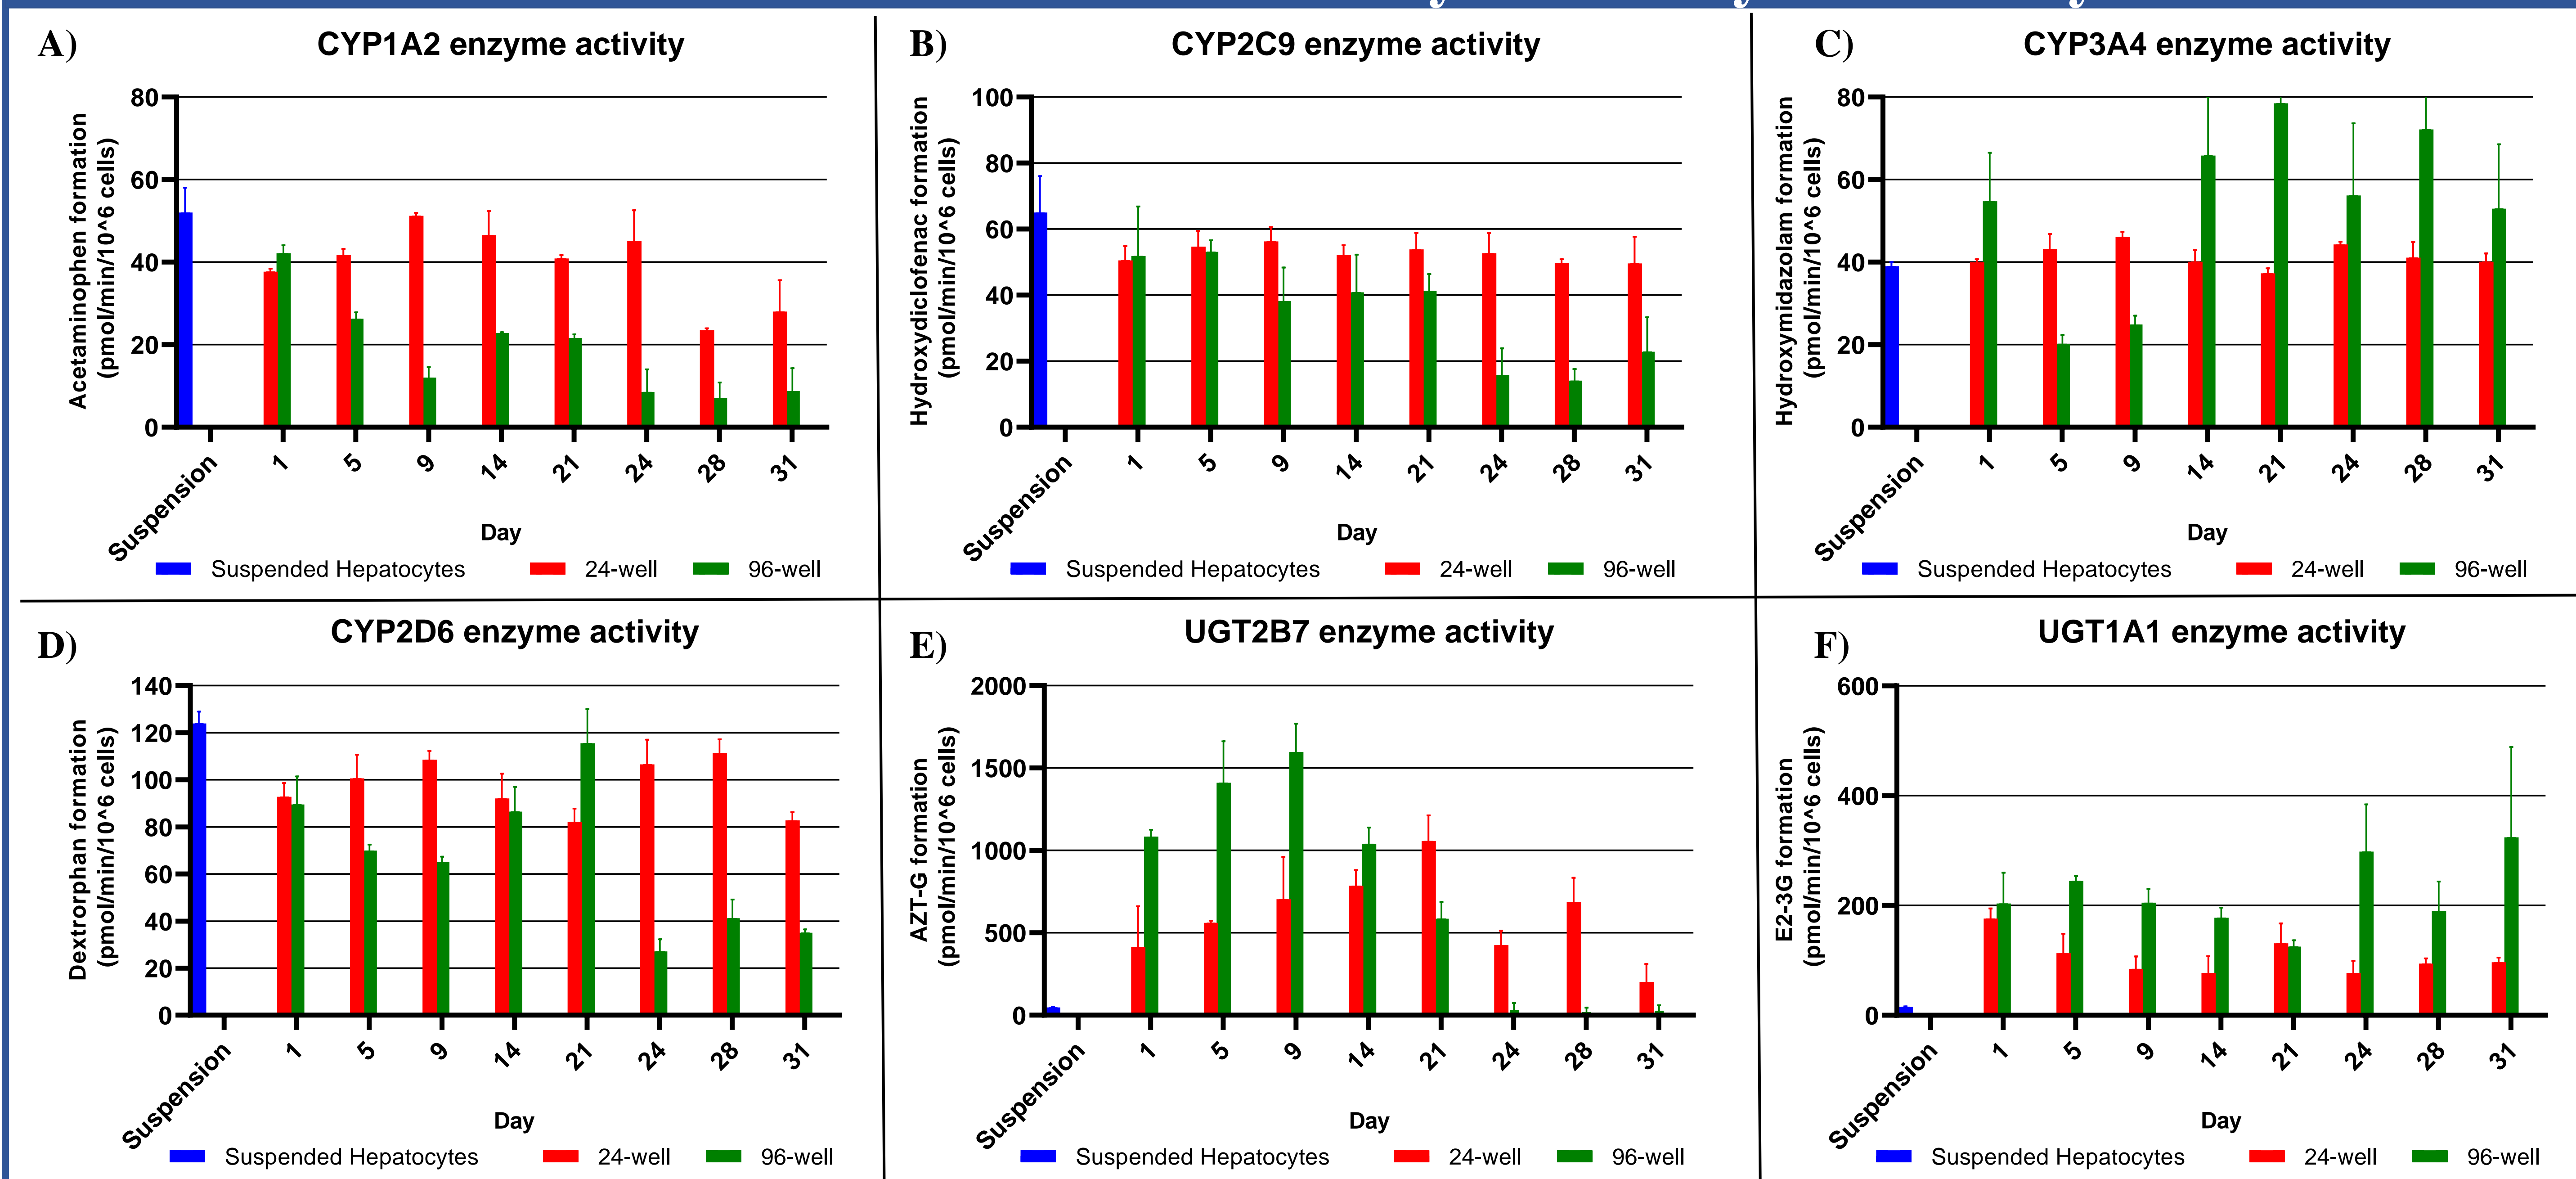 A)
CYP1A2 enzyme activity
Acetaminophen formation
(pmol/min/10^6 cells)
80
60
40
20
0
Suspension
1
5
9
14
21
24
28
31
Day
Suspended Hepatocytes
24-well
96-well
B)
CYP2C9 enzyme activity
Hydroxydiclofenac formation
(pmol/min/10^6 cells)
100
80
60
40
20
0
Suspension
1
5
9
14
21
24
28
31
Day
Suspended Hepatocytes
24-well
96-well
C)
CYP3A4 enzyme activity
Hydroxymidazolam formation
(pmol/min/10^6 cells)
80
60
40
20
0
Suspension
1
5
9
14
21
24
28
31
Day
Suspended Hepatocytes
24-well
96-well
D)
CYP2D6 enzyme activity
Dextrorphan formation
(pmol/min/10^6 cells)
140
120
100
80
60
40
20
0
Suspension
1
5
9
14
21
24
28
31
Day
Suspended Hepatocytes
24-well
96-well
E)
UGT2B7 enzyme activity
AZT-G formation
(pmol/min/10^6 cells)
2000
1500
1000
500
0
Suspension
1
5
9
14
21
24
28
31
Day
Suspended Hepatocytes
24-well
96-well
F)
UGT1A1 enzyme activity
E2-3G formation
(pmol/min/10^6 cells)
600
400
200
0
Suspension
1
5
9
14
21
24
28
31
Day
Suspended Hepatocytes
24-well
96-well